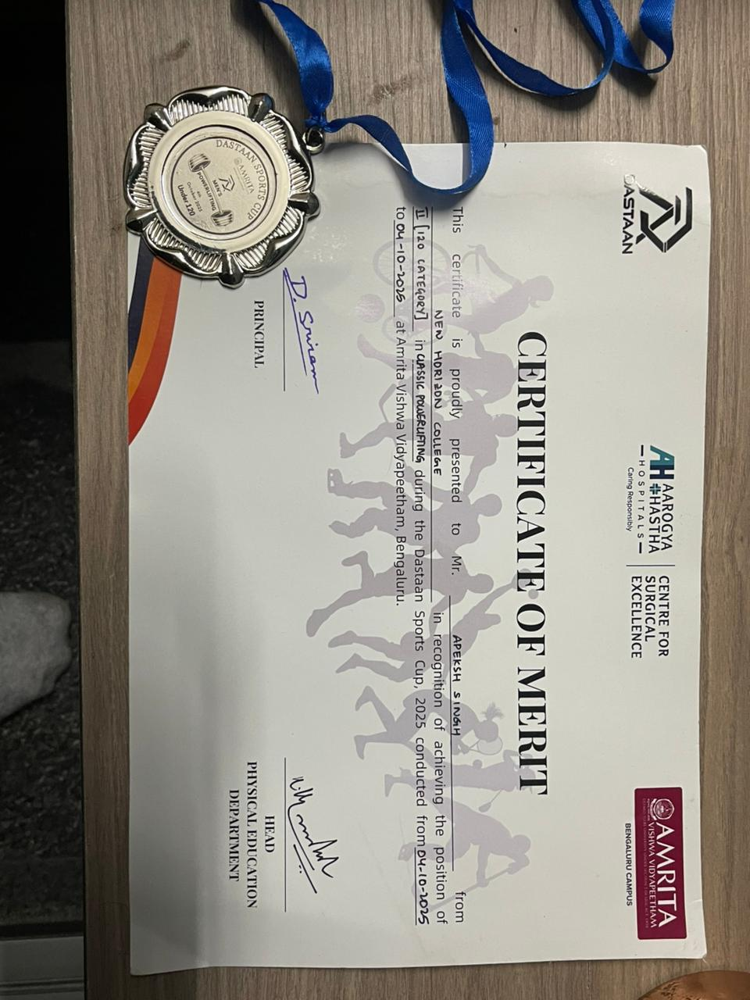 DASTAAN
AAROGYA
AH HASTHA
HOSPITALS
Caring Responsibly
CENTRE FOR
SURGICAL
EXCELLENCE
AMRITA
VISHWA VIDYAPEETHAM
BENGALURU CAMPUS
CERTIFICATE OF MERIT
This certificate is proudly presented to Mr. APEKSH SINGH from
NEW HORIZON COLLEGE in recognition of achieving the position of
II [120 CATEGORY] in CLASSIC POWERLIFTING during the Dastaan Sports Cup, 2025 conducted from 04-10-2025
to 04-10-2025 at Amrita Vishwa Vidyapeetham, Bengaluru.
D. Sriram
PRINCIPAL
HEAD
PHYSICAL EDUCATION
DEPARTMENT
DASTAAN SPORTS CUP
AMRITA
MEN'S
POWERLIFTING
4th
October 2025
Under 120